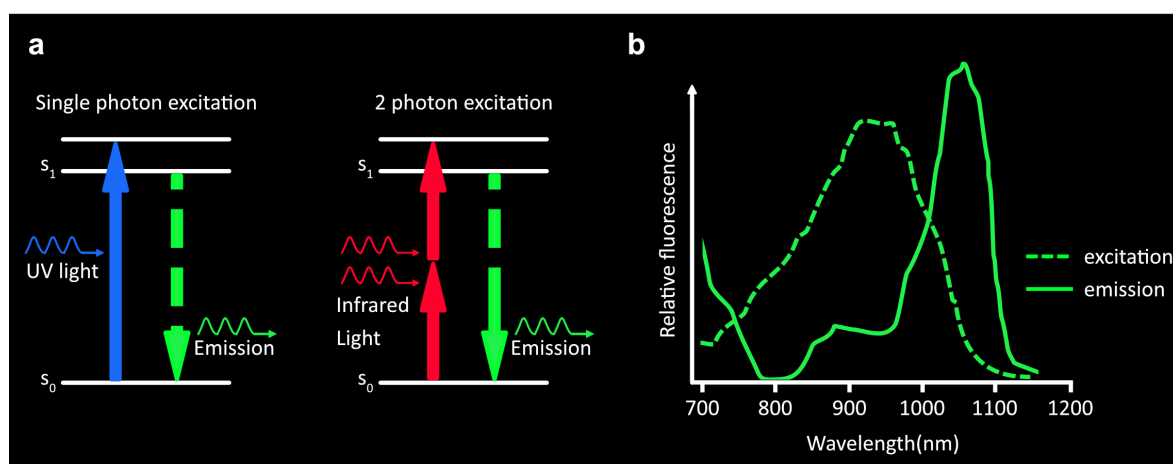 a
Single photon excitation
S1
UV light
Emission
S0
2 photon excitation
S1
Infrared
Light
Emission
S0
b
Relative fluorescence
700 800 900 1000 1100 1200
Wavelength(nm)
excitation
emission